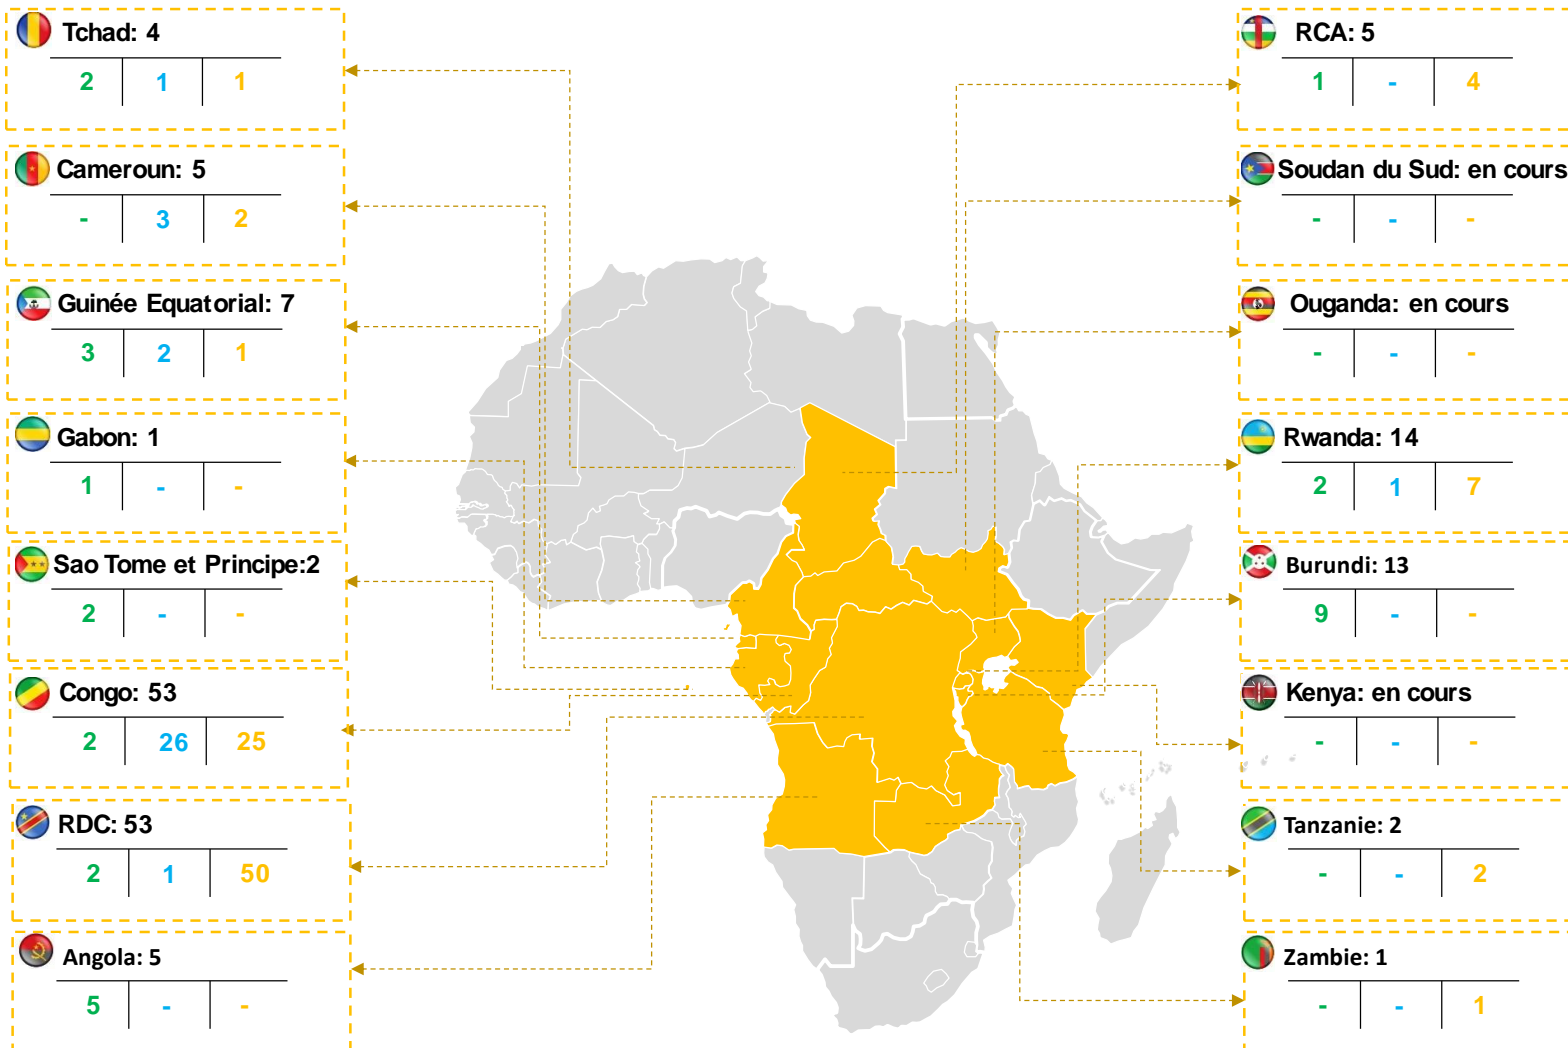 Tchad: 4
2 1 1
Cameroun: 5
- 3 2
Guinée Equatorial: 7
3 2 1
Gabon: 1
1 - -
Sao Tome et Principe:2
2 - -
Congo: 53
2 26 25
RDC: 53
2 1 50
Angola: 5
5 - -
RCA: 5
1 - 4
Soudan du Sud: en cours
- - -
Ouganda: en cours
- - -
Rwanda: 14
2 1 7
Burundi: 13
9 - -
Kenya: en cours
- - -
Tanzanie: 2
- - 2
Zambie: 1
- - 1